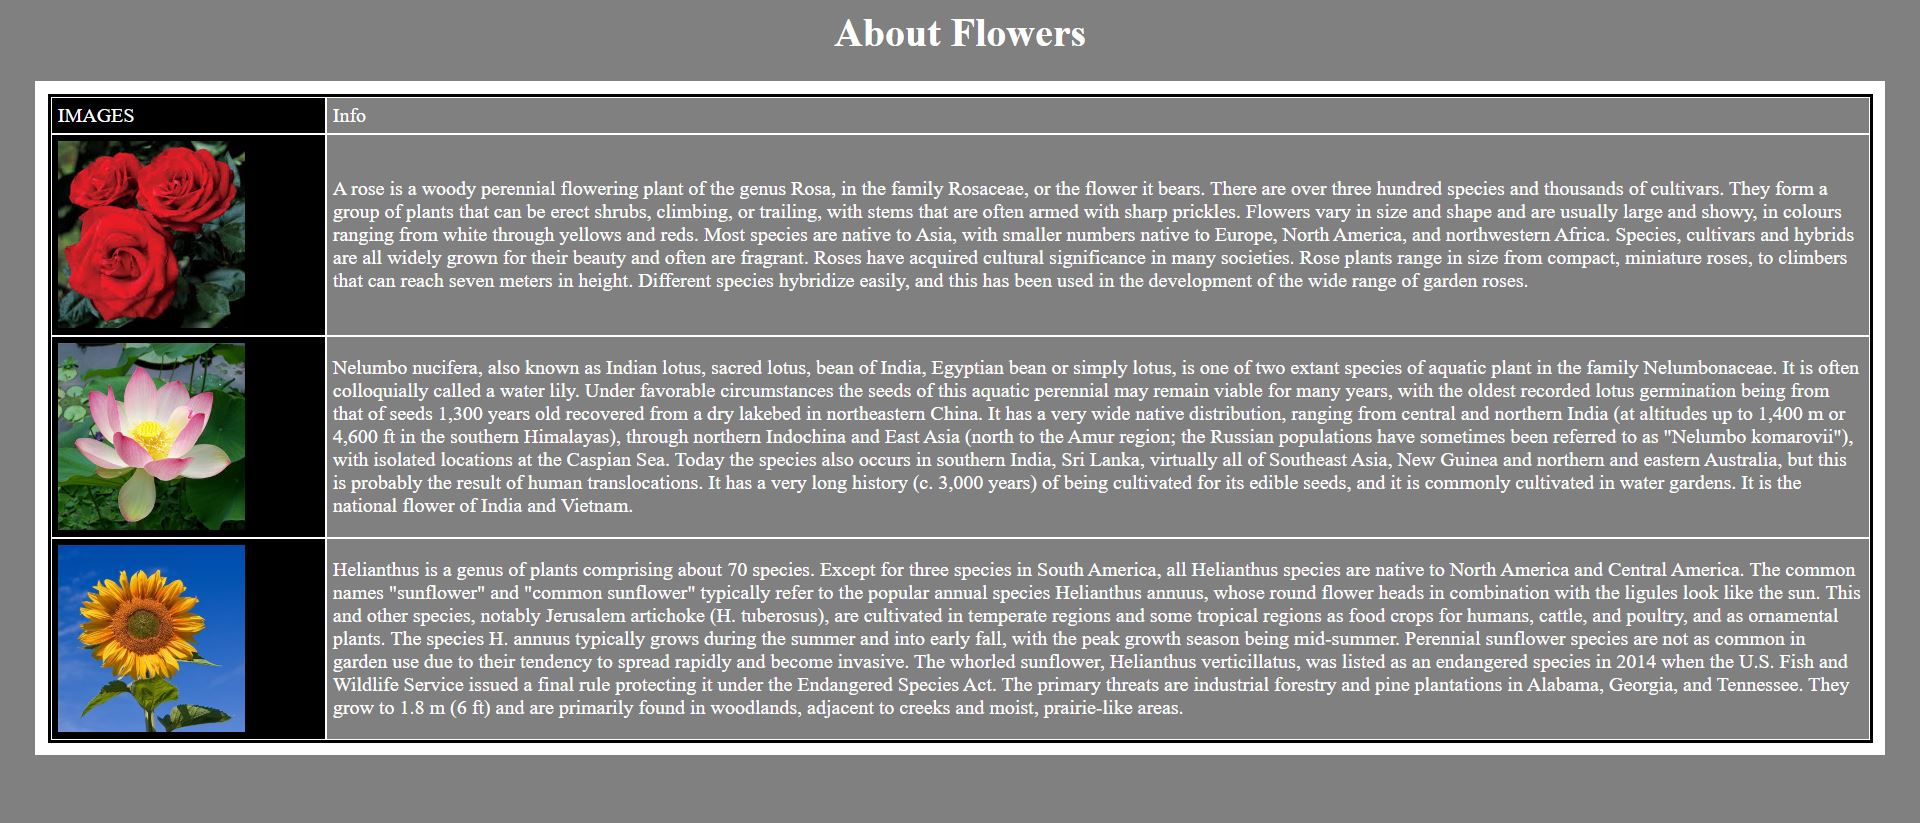 About Flowers
IMAGES
Info
A rose is a woody perennial flowering plant of the genus Rosa, in the family Rosaceae, or the flower it bears. There are over three hundred species and thousands of cultivars. They form a
group of plants that can be erect shrubs, climbing, or trailing, with stems that are often armed with sharp prickles. Flowers vary in size and shape and are usually large and showy, in colours
ranging from white through yellows and reds. Most species are native to Asia, with smaller numbers native to Europe, North America, and northwestern Africa. Species, cultivars and hybrids
are all widely grown for their beauty and often are fragrant. Roses have acquired cultural significance in many societies. Rose plants range in size from compact, miniature roses, to climbers
that can reach seven meters in height. Different species hybridize easily, and this has been used in the development of the wide range of garden roses.
Nelumbo nucifera, also known as Indian lotus, sacred lotus, bean of India, Egyptian bean or simply lotus, is one of two extant species of aquatic plant in the family Nelumbonaceae. It is often
colloquially called a water lily. Under favorable circumstances the seeds of this aquatic perennial may remain viable for many years, with the oldest recorded lotus germination being from
that of seeds 1,300 years old recovered from a dry lakebed in northeastern China. It has a very wide native distribution, ranging from central and northern India (at altitudes up to 1,400 m or
4,600 ft in the southern Himalayas), through northern Indochina and East Asia (north to the Amur region; the Russian populations have sometimes been referred to as "Nelumbo komarovii"),
with isolated locations at the Caspian Sea. Today the species also occurs in southern India, Sri Lanka, virtually all of Southeast Asia, New Guinea and northern and eastern Australia, but this
is probably the result of human translocations. It has a very long history (c. 3,000 years) of being cultivated for its edible seeds, and it is commonly cultivated in water gardens. It is the
national flower of India and Vietnam.
Helianthus is a genus of plants comprising about 70 species. Except for three species in South America, all Helianthus species are native to North America and Central America. The common
names "sunflower" and "common sunflower" typically refer to the popular annual species Helianthus annuus, whose round flower heads in combination with the ligules look like the sun. This
and other species, notably Jerusalem artichoke (H. tuberosus), are cultivated in temperate regions and some tropical regions as food crops for humans, cattle, and poultry, and as ornamental
plants. The species H. annuus typically grows during the summer and into early fall, with the peak growth season being mid-summer. Perennial sunflower species are not as common in
garden use due to their tendency to spread rapidly and become invasive. The whorled sunflower, Helianthus verticillatus, was listed as an endangered species in 2014 when the U.S. Fish and
Wildlife Service issued a final rule protecting it under the Endangered Species Act. The primary threats are industrial forestry and pine plantations in Alabama, Georgia, and Tennessee. They
grow to 1.8 m (6 ft) and are primarily found in woodlands, adjacent to creeks and moist, prairie-like areas.